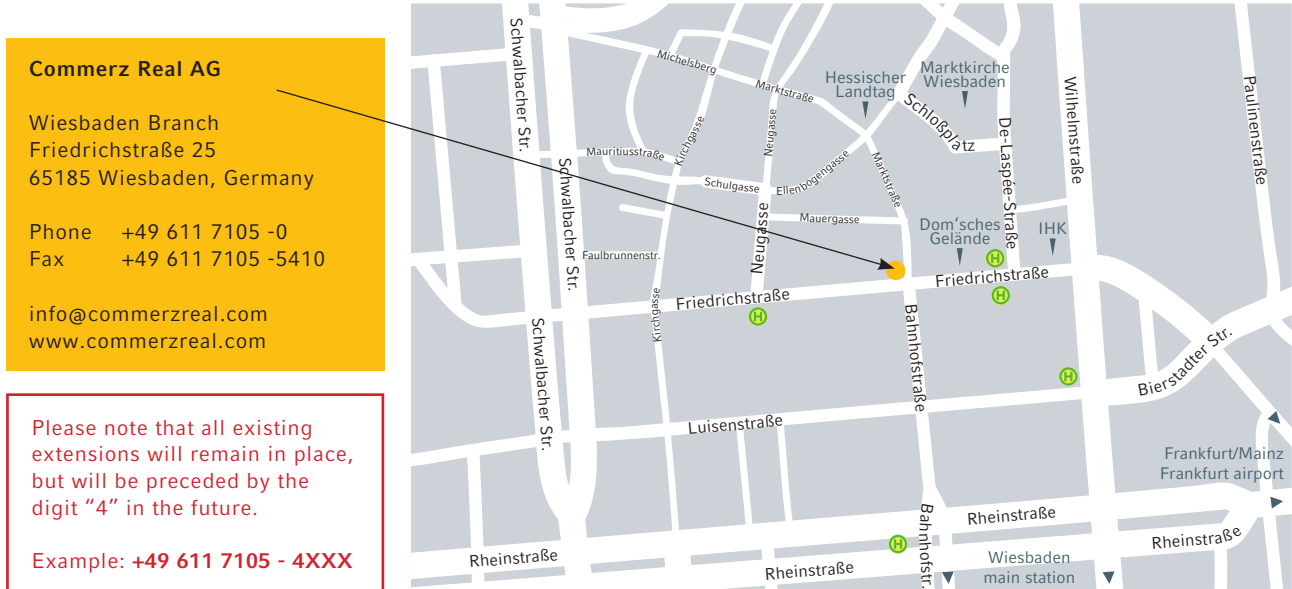 Commerz Real AG
Wiesbaden Branch
Friedrichstraße 25
65185 Wiesbaden, Germany
Phone +49 611 7105 -0
Fax +49 611 7105 -5410
info@commerzreal.com
www.commerzreal.com
Please note that all existing
extensions will remain in place,
but will be preceded by the
digit “4” in the future.
Example: +49 611 7105 - 4XXX
Schwalbacher Str.
Schwalbacher Str.
Schwalbacher Str.
Michelsberg
Marktstraße
Kirchgasse
Neugasse
Mauritiusstraße
Schulgasse
Ellenbogengasse
Marktstraße
Hessischer
Landtag
Marktkirche
Wiesbaden
Schloßplatz
De-Laspée-Straße
Wilhelmstraße
Paulinenstraße
Neugasse
Mauergasse
Dom‘sches
Gelände
IHK
Faulbrunnenstr.
Kirchgasse
Friedrichstraße
Friedrichstraße
H
H
H
H
H
Bahnhofstraße
Bierstadter Str.
Luisenstraße
Frankfurt/Mainz
Frankfurt airport
Bahnhofstr.
Rheinstraße
Rheinstraße
Rheinstraße
Rheinstraße
Wiesbaden
main station